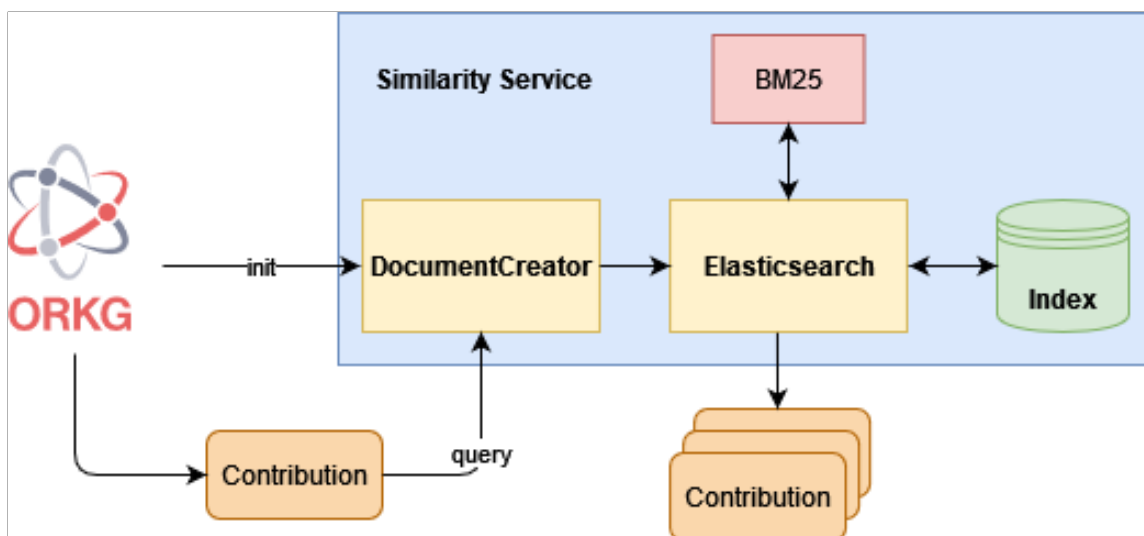 Similarity Service
BM25
init
DocumentCreator
Elasticsearch
Index
ORKG
Contribution
query
Contribution